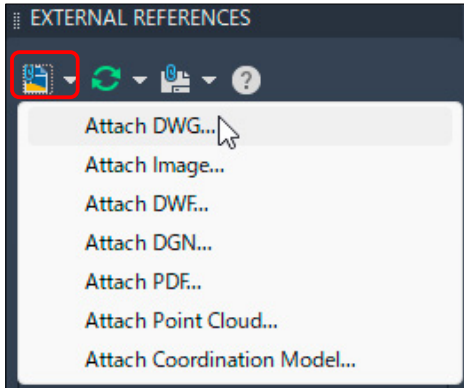 EXTERNAL REFERENCES
Attach DWG...
Attach Image...
Attach DWF...
Attach DGN...
Attach PDF...
Attach Point Cloud...
Attach Coordination Model...